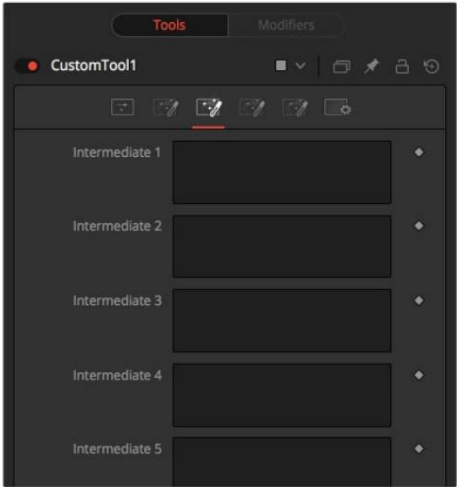 Tools Modifiers
CustomTool1
Intermediate 1
Intermediate 2
Intermediate 3
Intermediate 4
Intermediate 5